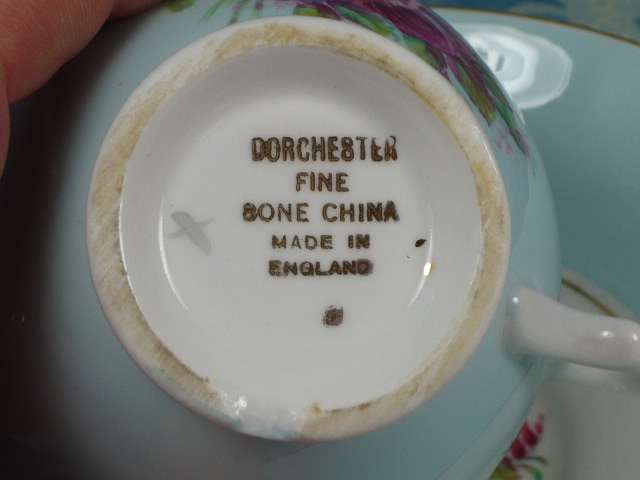 DORCHESTER
FINE
BONE CHINA
MADE IN
ENGLAND